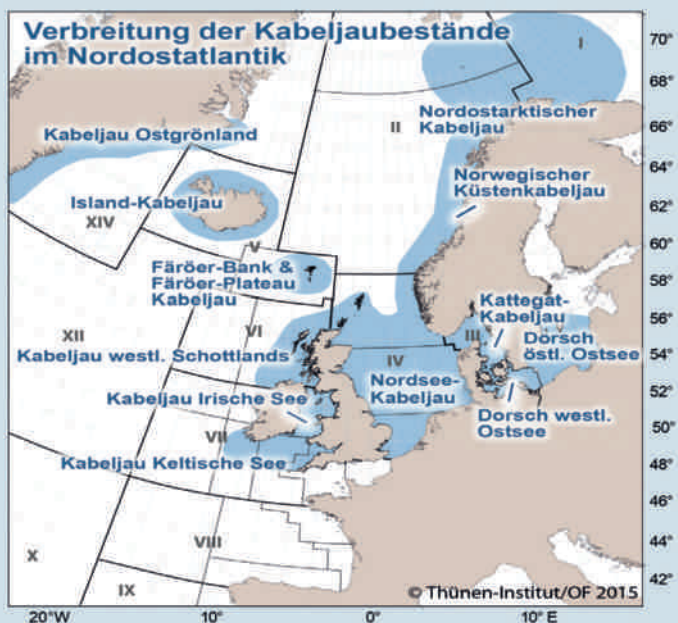 Verbreitung der Kabeljaubestände
im Nordostatlantik
70°
I
68°
Nordostarktischer
Kabeljau
II
66°
Kabeljau Ostgrönland
64°
Norwegischer
Küstenkabeljau
Island-Kabeljau
62°
XIV
V
60°
Färöer-Bank &
Färöer-Plateau
Kabeljau
58°
Kattegat-
Kabeljau
56°
XII
VI
III
Dorsch
östl. Ostsee
Kabeljau westl. Schottlands
IV
54°
Nordsee-
Kabeljau
Kabeljau Irische See
52°
Dorsch westl.
Ostsee
VII
50°
Kabeljau Keltische See
48°
46°
X
VIII
44°
IX
42°
© Thünen-Institut/OF 2015
20°W
10°
0°
10° E